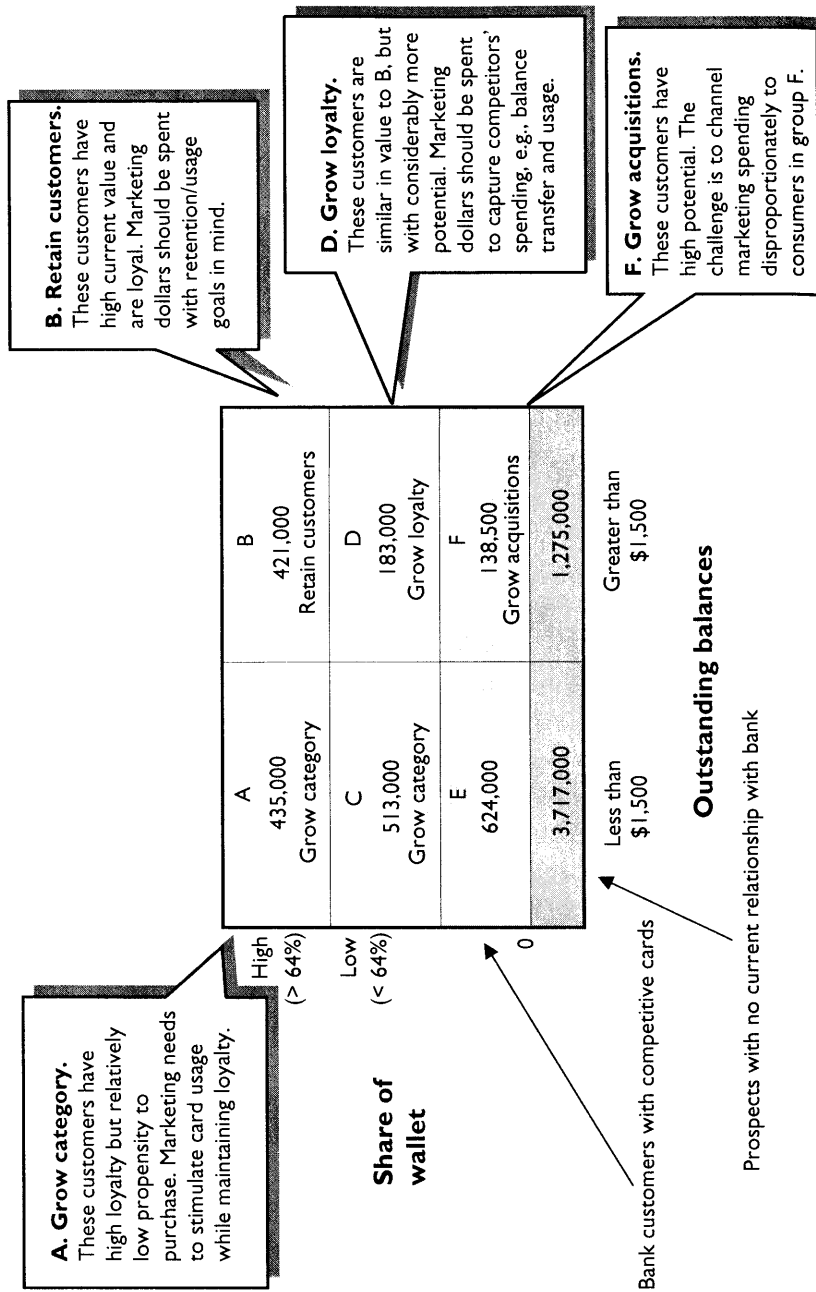 A. Grow category.
These customers have
high loyalty but relatively
low propensity to
purchase. Marketing needs
to stimulate card usage
while maintaining loyalty.
B. Retain customers.
These customers have
high current value and
are loyal. Marketing
dollars should be spent
with retention/usage
goals in mind.
D. Grow loyalty.
These customers are
similar in value to B, but
with considerably more
potential. Marketing
dollars should be spent
to capture competitors'
spending, e.g., balance
transfer and usage.
F. Grow acquisitions.
These customers have
high potential. The
challenge is to channel
marketing spending
disproportionately to
consumers in group F.
Share of
wallet
High
(> 64%)
Low
(< 64%)
0
A
435,000
Grow category
B
421,000
Retain customers
C
513,000
Grow category
D
183,000
Grow loyalty
E
624,000
F
138,500
Grow acquisitions
3,717,000
1,275,000
Less than
$1,500
Greater than
$1,500
Outstanding balances
Bank customers with competitive cards
Prospects with no current relationship with bank